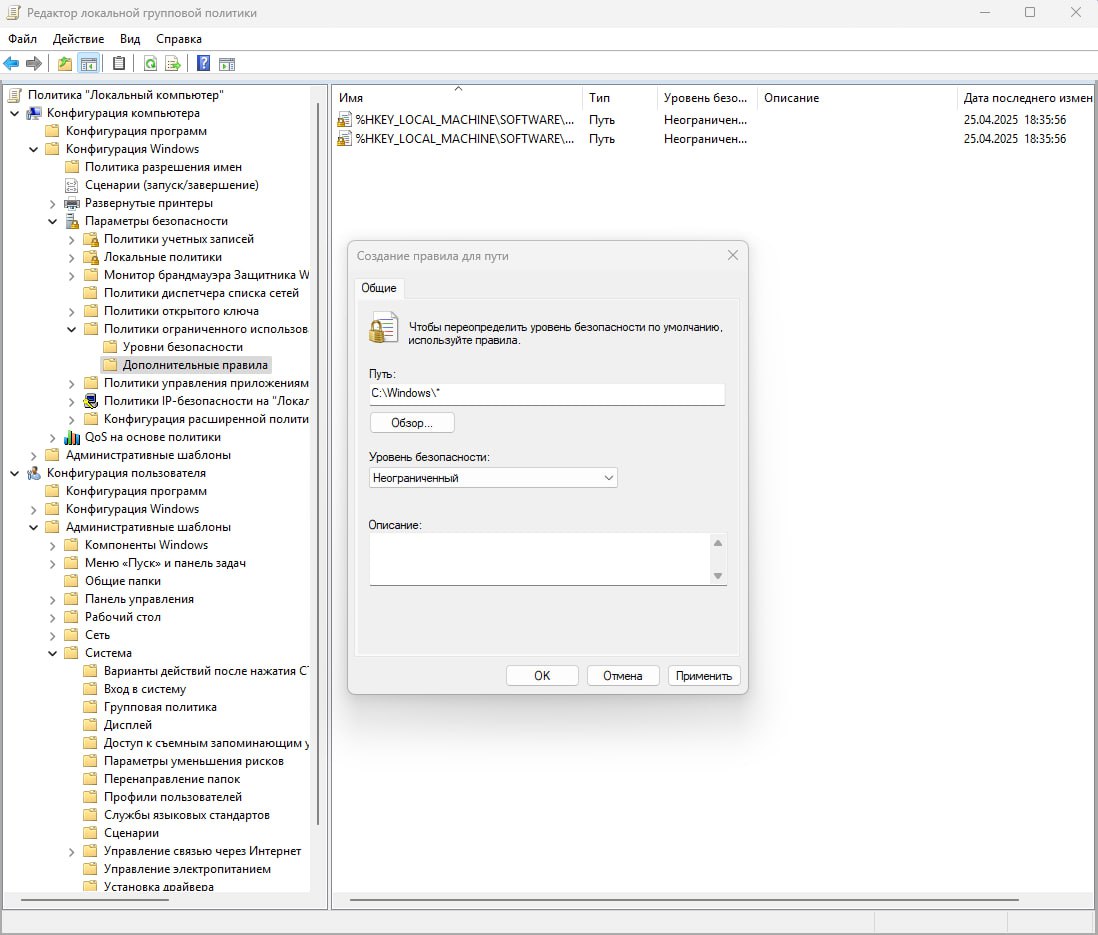 Редактор локальной групповой политики
Файл Действие Вид Справка
Политика "Локальный компьютер"
Конфигурация компьютера
Конфигурация программ
Конфигурация Windows
Политика разрешения имен
Сценарии (запуск/завершение)
Развернутые принтеры
Параметры безопасности
Политики учетных записей
Локальные политики
Монитор брандмауэра Защитника W
Политики диспетчера списка сетей
Политики открытого ключа
Политики ограниченного использов
Уровни безопасности
Дополнительные правила
Политики управления приложениям
Политики IP-безопасности на "Локал
Конфигурация расширенной полити
QoS на основе политики
Административные шаблоны
Конфигурация пользователя
Конфигурация программ
Конфигурация Windows
Административные шаблоны
Компоненты Windows
Меню «Пуск» и панель задач
Общие папки
Панель управления
Рабочий стол
Сеть
Система
Варианты действий после нажатия CT
Вход в систему
Групповая политика
Дисплей
Доступ к съемным запоминающим у
Параметры уменьшения рисков
Перенаправление папок
Профили пользователей
Службы языковых стандартов
Сценарии
Управление связью через Интернет
Управление электропитанием
Установка драйвера
Имя Тип Уровень безо... Описание Дата последнего измен
%HKEY_LOCAL_MACHINE\SOFTWARE\... Путь Неограничен... 25.04.2025 18:35:56
%HKEY_LOCAL_MACHINE\SOFTWARE\... Путь Неограничен... 25.04.2025 18:35:56
Создание правила для пути
Общие
Чтобы переопределить уровень безопасности по умолчанию,
используйте правила.
Путь:
C:\Windows\*
Обзор...
Уровень безопасности:
Неограниченный
Описание:
ОК Отмена Применить